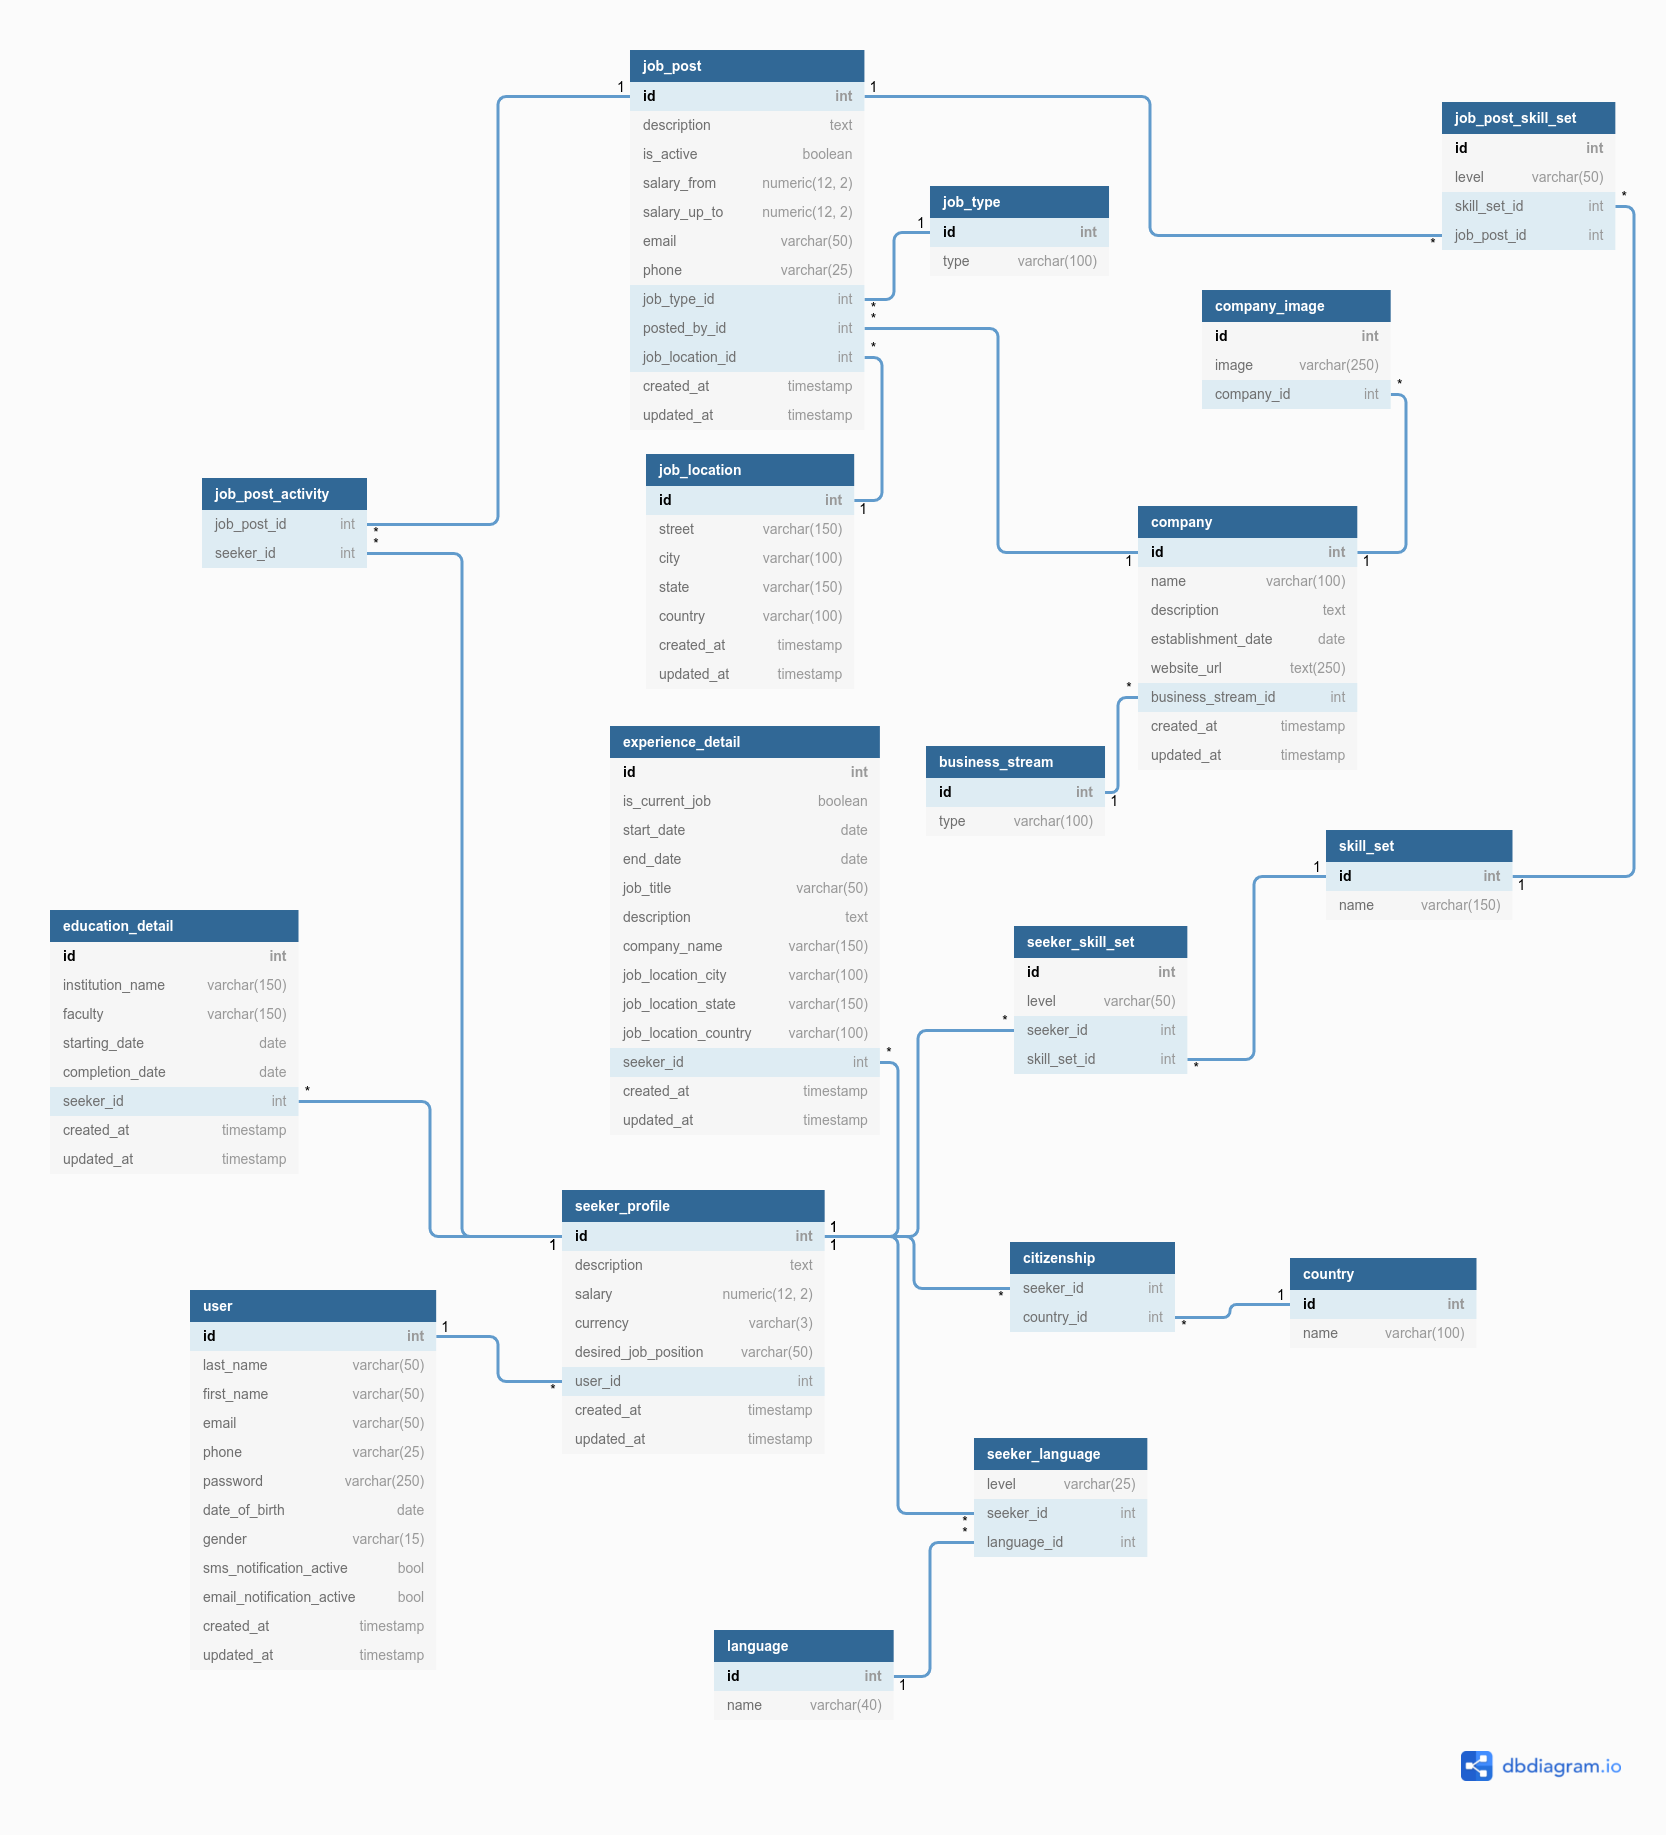 job_post
1 id int 1
description text
is_active boolean
salary_from numeric(12, 2)
salary_up_to numeric(12, 2)
email varchar(50)
phone varchar(25)
job_type_id int *
posted_by_id int *
job_location_id int *
created_at timestamp
updated_at timestamp
job_post_skill_set
id int
level varchar(50)
skill_set_id int *
* job_post_id int
job_type
1 id int
type varchar(100)
company_image
id int
image varchar(250)
company_id int *
job_location
id int 1
street varchar(150)
city varchar(100)
state varchar(150)
country varchar(100)
created_at timestamp
updated_at timestamp
job_post_activity
job_post_id int *
seeker_id int *
company
1 id int 1
name varchar(100)
description text
establishment_date date
website_url text(250)
* business_stream_id int
created_at timestamp
updated_at timestamp
experience_detail
id int
is_current_job boolean
start_date date
end_date date
job_title varchar(50)
description text
company_name varchar(150)
job_location_city varchar(100)
job_location_state varchar(150)
job_location_country varchar(100)
seeker_id int *
created_at timestamp
updated_at timestamp
business_stream
id int 1
type varchar(100)
skill_set
1 id int 1
name varchar(150)
education_detail
id int
institution_name varchar(150)
faculty varchar(150)
starting_date date
completion_date date
seeker_id int *
created_at timestamp
updated_at timestamp
seeker_skill_set
id int
level varchar(50)
* seeker_id int
skill_set_id int *
seeker_profile
1 id int 1
1
description text
salary numeric(12, 2)
currency varchar(3)
desired_job_position varchar(50)
* user_id int
created_at timestamp
updated_at timestamp
citizenship
* seeker_id int
country_id int *
country
1 id int
name varchar(100)
user
id int 1
last_name varchar(50)
first_name varchar(50)
email varchar(50)
phone varchar(25)
password varchar(250)
date_of_birth date
gender varchar(15)
sms_notification_active bool
email_notification_active bool
created_at timestamp
updated_at timestamp
seeker_language
level varchar(25)
* seeker_id int
* language_id int
language
id int 1
name varchar(40)
dbdiagram.io